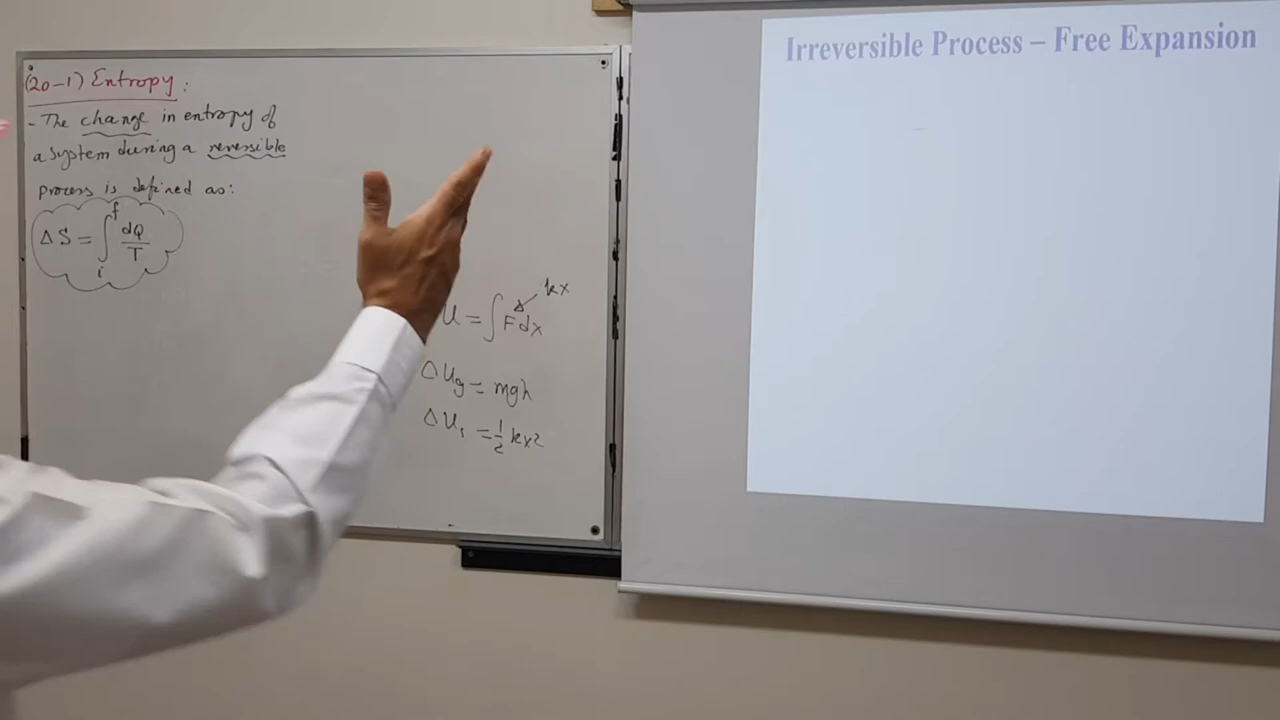 (20-1) Entropy:
- The change in entropy of
a system during a reversible
process is defined as:
ΔS = ∫ᵢᶠ dQ/T
U = ∫ F dx
kx
ΔUg = mgh
ΔUs = 1/2 kx²
Irreversible Process – Free Expansion